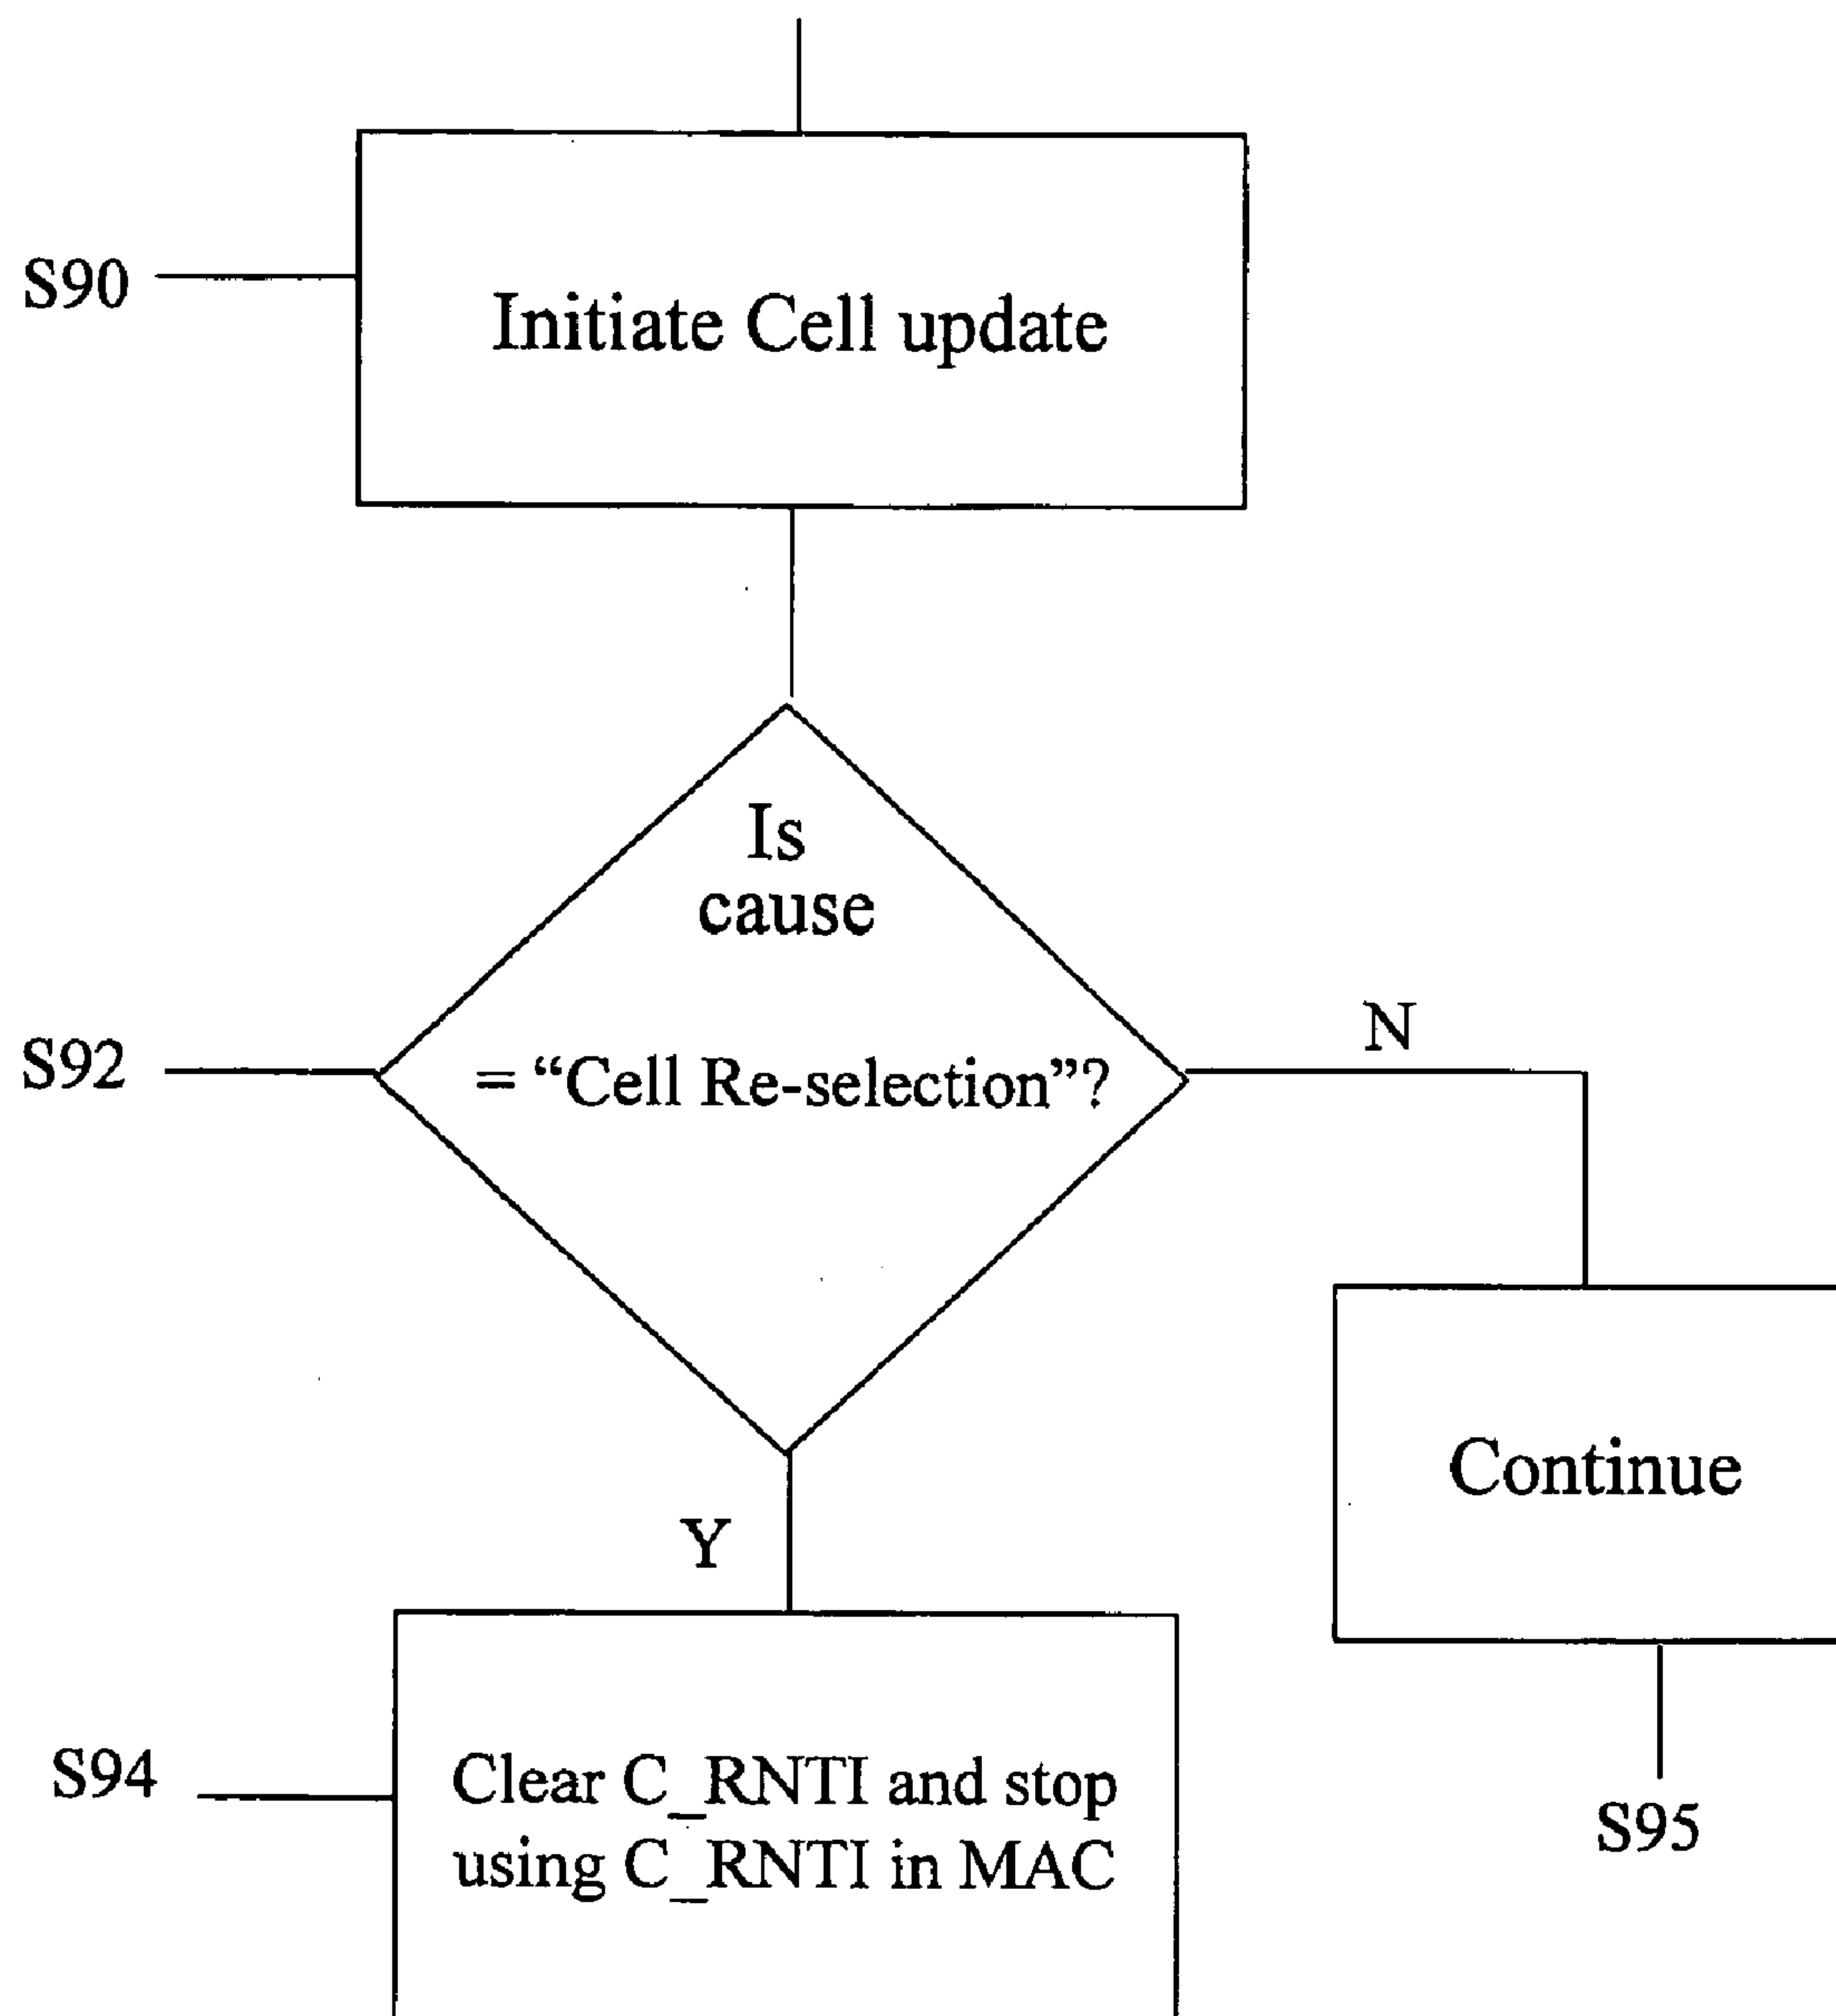 S90
Initiate Cell update
Is
cause
= “Cell Re-selection”?
S92
N
Continue
Y
S94
Clear C_RNTI and stop
using C_RNTI in MAC
S95